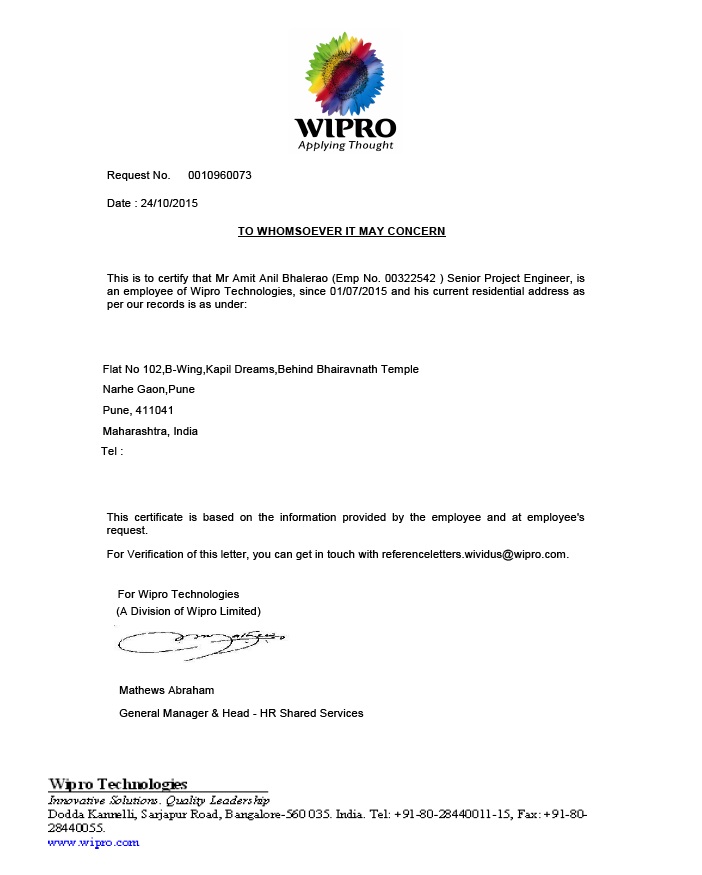 WIPRO
Applying Thought
Request No. 0010960073
Date : 24/10/2015
TO WHOMSOEVER IT MAY CONCERN
This is to certify that Mr Amit Anil Bhalerao (Emp No. 00322542 ) Senior Project Engineer, is
an employee of Wipro Technologies, since 01/07/2015 and his current residential address as
per our records is as under:
Flat No 102,B-Wing,Kapil Dreams,Behind Bhairavnath Temple
Narhe Gaon,Pune
Pune, 411041
Maharashtra, India
Tel :
This certificate is based on the information provided by the employee and at employee's
request.
For Verification of this letter, you can get in touch with referenceletters.wividus@wipro.com.
For Wipro Technologies
(A Division of Wipro Limited)
Mathews Abraham
General Manager & Head - HR Shared Services
Wipro Technologies
Innovative Solutions. Quality Leadership
Dodda Kannelli, Sarjapur Road, Bangalore-560 035. India. Tel: +91-80-28440011-15, Fax: +91-80-
28440055.
www.wipro.com